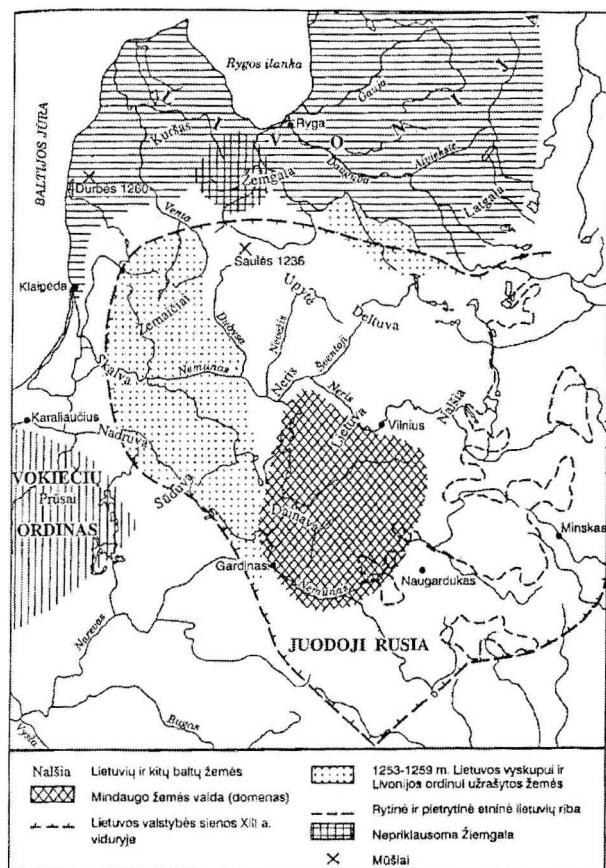 Rygos įlanka
BALTIJOS JŪRA
L I V O N I J A
Gauja
Kuršas
Ryga
Žemgala
Dauguva
Aiviekstė
Latgala
Durbės 1260
Venta
Saulės 1236
Klaipėda
Žemaičiai
Upytė
Dubysa
Nevėžis
Šventoji
Deltuva
Skalva
Nemunas
Neris
Neris
Nalšia
Lietuva
Vilnius
Karaliaučius
Nadruva
VOKIEČIŲ
Prūsai
ORDINAS
Sūduva
Dainava
Minskas
Gardinas
Naugardukas
Nemunas
JUODOJI RUSIA
Narevas
Bugas
Vysla
Nalšia Lietuvių ir kitų baltų žemės
Mindaugo žemės valda (domenas)
Lietuvos valstybės sienos XIII a.
viduryje
1253-1259 m. Lietuvos vyskupui ir
Livonijos ordinui užrašytos žemės
Rytinė ir pietrytinė etninė lietuvių riba
Nepriklausoma Žiemgala
Mūšiai